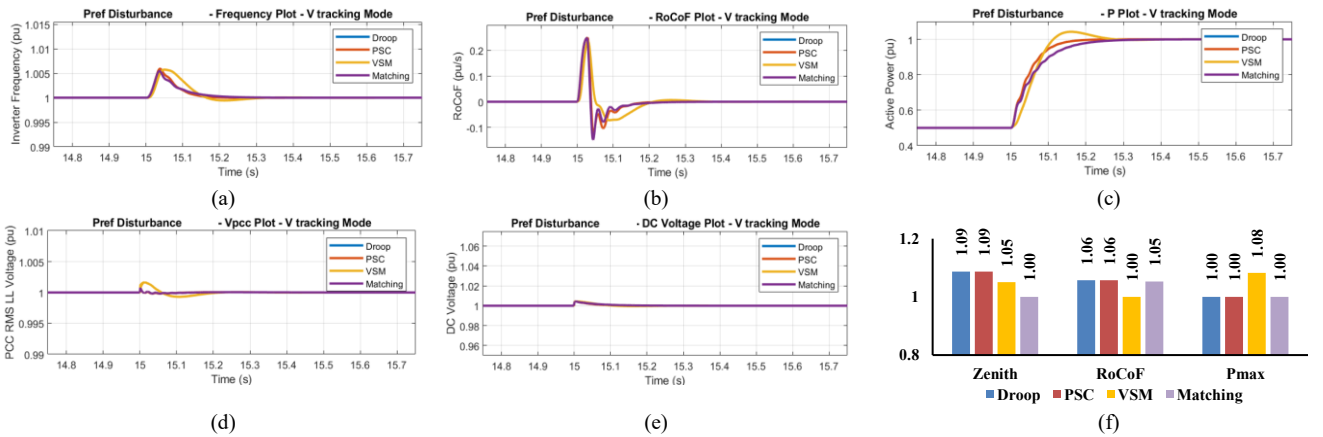 Pref Disturbance - Frequency Plot - V tracking Mode
Inverter Frequency (pu)
1.015
1.01
1.005
1
0.995
0.99
Droop
PSC
VSM
Matching
14.8 14.9 15 15.1 15.2 15.3 15.4 15.5 15.6 15.7
Time (s)
(a)
Pref Disturbance - RoCoF Plot - V tracking Mode
RoCoF (pu/s)
0.2
0.1
0
-0.1
Droop
PSC
VSM
Matching
14.8 14.9 15 15.1 15.2 15.3 15.4 15.5 15.6 15.7
Time (s)
(b)
Pref Disturbance - P Plot - V tracking Mode
Active Power (pu)
1
0.8
0.6
0.4
Droop
PSC
VSM
Matching
14.8 14.9 15 15.1 15.2 15.3 15.4 15.5 15.6 15.7
Time (s)
(c)
Pref Disturbance - Vpcc Plot - V tracking Mode
PCC RMS LL Voltage (pu)
1.01
1.005
1
0.995
0.99
Droop
PSC
VSM
Matching
14.8 14.9 15 15.1 15.2 15.3 15.4 15.5 15.6 15.7
Time (s)
(d)
Pref Disturbance - DC Voltage Plot - V tracking Mode
DC Voltage (pu)
1.06
1.04
1.02
1
0.98
0.96
Droop
PSC
VSM
Matching
14.8 14.9 15 15.1 15.2 15.3 15.4 15.5 15.6 15.7
Time (s)
(e)
1.2
1
0.8
1.09 1.09 1.05 1.00
1.06 1.06 1.00 1.05
1.00 1.00 1.08 1.00
Zenith RoCoF Pmax
Droop PSC VSM Matching
(f)